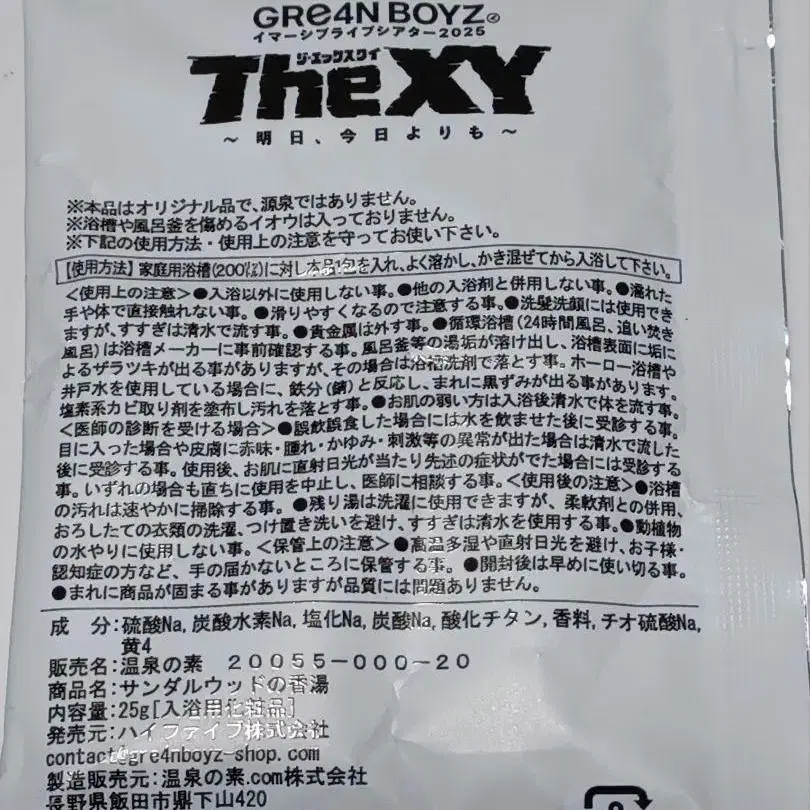 GRe4N BOYZ
イマーシブライブシアター2025
ジ・エックスワイ
The XY
～明日、今日よりも～
※本品はオリジナル品で、源泉ではありません。
※浴槽や風呂釜を傷めるイオウは入っておりません。
※下記の使用方法・使用上の注意を守ってお使い下さい。
【使用方法】家庭用浴槽(200㍑)に対し本品1包を入れ、よく溶かし、かき混ぜてから入浴して下さい。
＜使用上の注意＞●入浴以外に使用しない事。●他の入浴剤と併用しない事。●濡れた
手や体で直接触れない事。●滑りやすくなるので注意する事。●洗髪洗顔には使用でき
ますが、すすぎは清水で流す事。●貴金属は外す事。●循環浴槽(24時間風呂、追い焚き
風呂)は浴槽メーカーに事前確認する事。風呂釜等の湯垢が溶け出し、浴槽表面に垢に
よるザラツキが出る事がありますが、その場合は浴槽洗剤で落とす事。ホーロー浴槽や
井戸水を使用している場合に、鉄分(錆)と反応し、まれに黒ずみが出る事があります。
塩素系カビ取り剤を塗布し汚れを落とす事。●お肌の弱い方は入浴後清水で体を流す事。
＜医師の診断を受ける場合＞●誤飲誤食した場合には水を飲ませた後に受診する事。
目に入った場合や皮膚に赤味・腫れ・かゆみ・刺激等の異常が出た場合は清水で流した
後に受診する事。使用後、お肌に直射日光が当たり先述の症状がでた場合には受診する
事。いずれの場合も直ちに使用を中止し、医師に相談する事。＜使用後の注意＞●浴槽
の汚れは速やかに掃除する事。●残り湯は洗濯に使用できますが、柔軟剤との併用、
おろしたての衣類の洗濯、つけ置き洗いを避け、すすぎは清水を使用する事。●動植物
の水やりに使用しない事。＜保管上の注意＞●高温多湿や直射日光を避け、お子様・
認知症の方など、手の届かないところに保管する事。●開封後は早めに使い切る事。
●まれに商品が固まる事がありますが品質には問題ありません。
成　分:硫酸Na, 炭酸水素Na, 塩化Na, 炭酸Na, 酸化チタン, 香料, チオ硫酸Na,
黄4
販売名:温泉の素　20055-000-20
商品名:サンダルウッドの香湯
内容量:25g[入浴用化粧品]
発売元:ハイファイブ株式会社
contact@gre4nboyz-shop.com
製造販売元:温泉の素.com株式会社
長野県飯田市鼎下山420